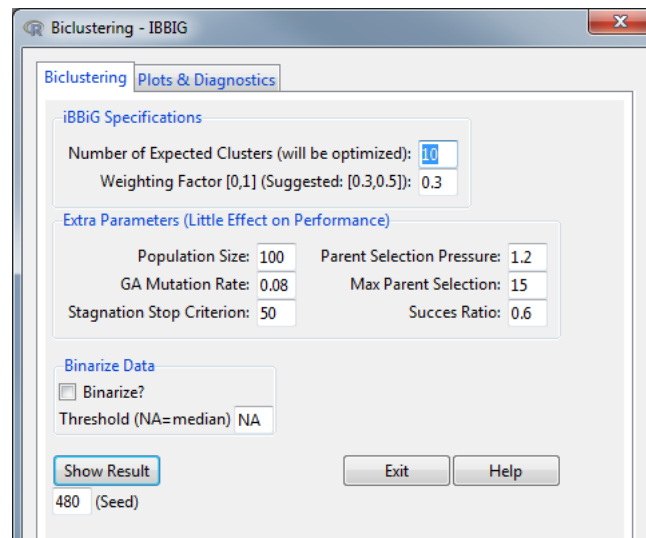 Biclustering - IBBIG
Biclustering Plots & Diagnostics
iBBiG Specifications
Number of Expected Clusters (will be optimized): 10
Weighting Factor [0,1] (Suggested: [0.3,0.5]): 0.3
Extra Parameters (Little Effect on Performance)
Population Size: 100 Parent Selection Pressure: 1.2
GA Mutation Rate: 0.08 Max Parent Selection: 15
Stagnation Stop Criterion: 50 Succes Ratio: 0.6
Binarize Data
Binarize?
Threshold (NA=median) NA
Show Result Exit Help
480 (Seed)